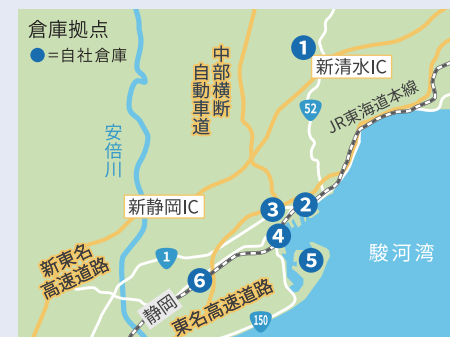 倉庫拠点
●=自社倉庫
中部横断
自動車道
1
新清水IC
52
JR東海道本線
安倍川
新静岡IC
3
2
4
5
駿河湾
新東名
高速道路
1
6
静岡
東名高速道路
150